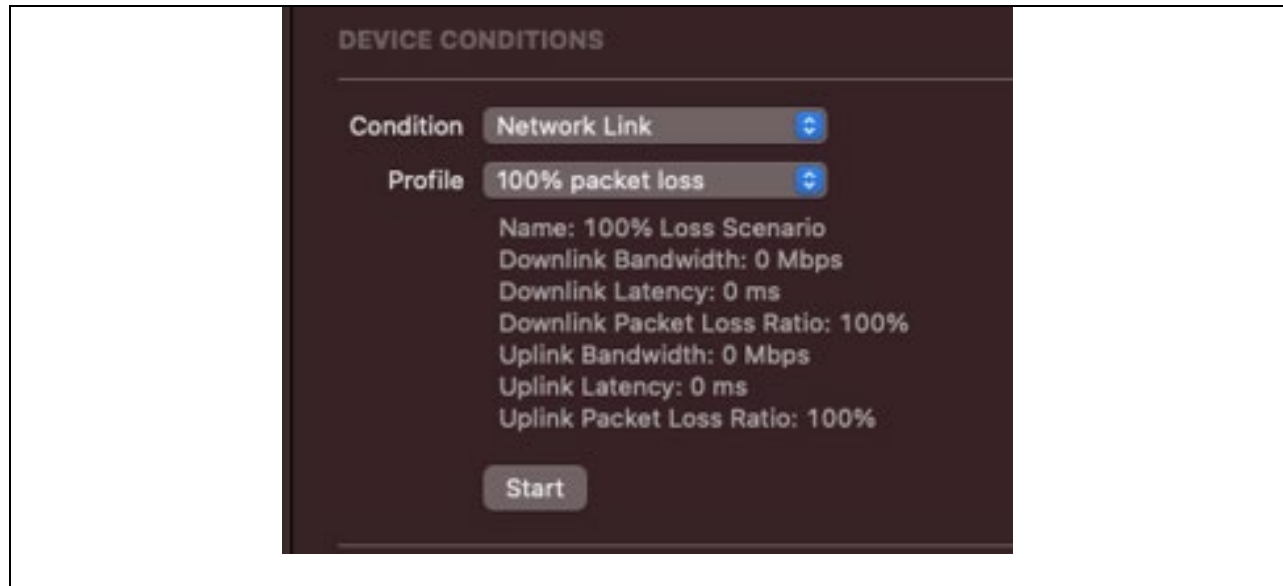 DEVICE CONDITIONS
Condition Network Link
Profile 100% packet loss
Name: 100% Loss Scenario
Downlink Bandwidth: 0 Mbps
Downlink Latency: 0 ms
Downlink Packet Loss Ratio: 100%
Uplink Bandwidth: 0 Mbps
Uplink Latency: 0 ms
Uplink Packet Loss Ratio: 100%
Start